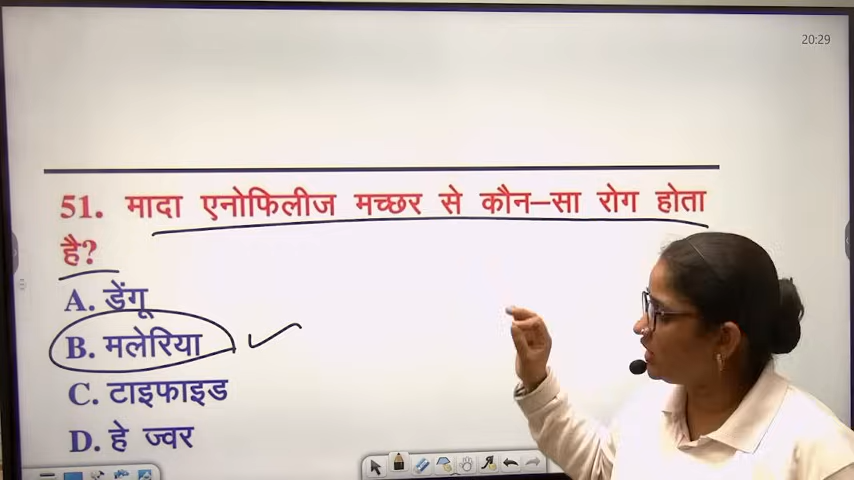 20:29
51. मादा एनोफिलीज मच्छर से कौन–सा रोग होता
है?
A. डेंगू
B. मलेरिया
C. टाइफाइड
D. हे ज्वर